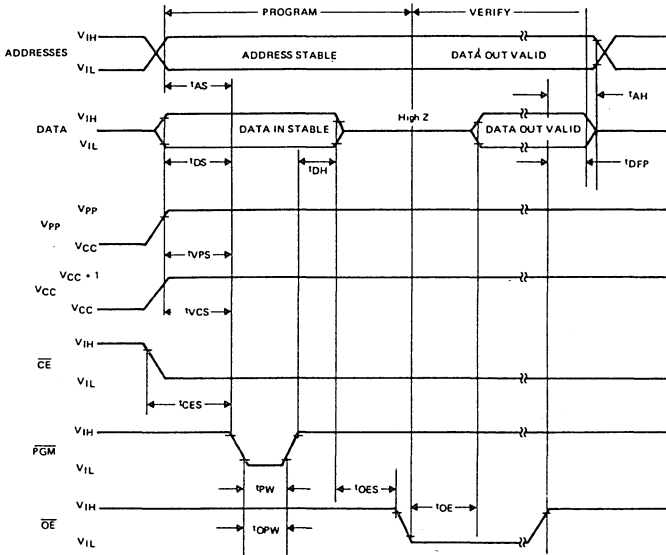 PROGRAM
VERIFY
VIH
ADDRESSES
ADDRESS STABLE
DATA OUT VALID
VIL
tAS
tAH
VIH
High Z
DATA
DATA IN STABLE
DATA OUT VALID
VIL
tDS
tDH
tDFP
VPP
VPP
VCC
tVPS
VCC + 1
VCC
VCC
tVCS
VIH
CE
VIL
tCES
VIH
PGM
VIL
tPW
tOES
VIH
tOE
OE
tOPW
VIL